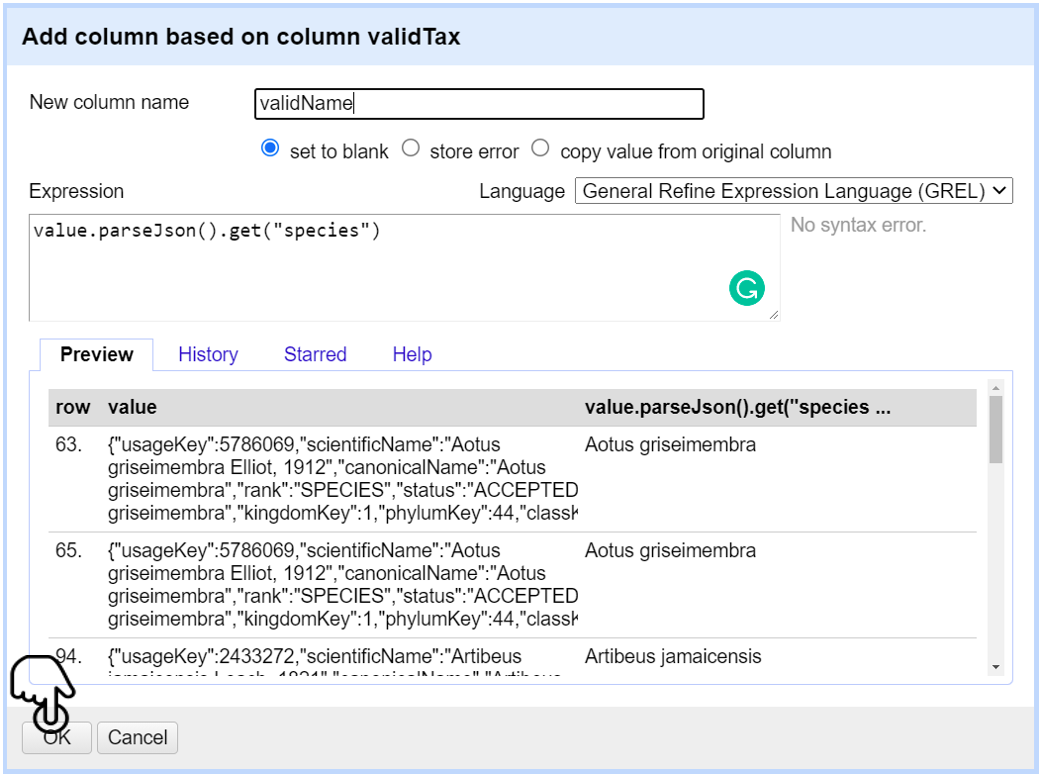 Add column based on column validTax
New column name validName
set to blank store error copy value from original column
Expression Language General Refine Expression Language (GREL)
value.parseJson().get("species") No syntax error.
Preview History Starred Help
row value value.parseJson().get("species ...
63. {"usageKey":5786069,"scientificName":"Aotus Aotus griseimembra
griseimembra Elliot, 1912","canonicalName":"Aotus
griseimembra","rank":"SPECIES","status":"ACCEPTED
griseimembra","kingdomKey":1,"phylumKey":44,"classK
65. {"usageKey":5786069,"scientificName":"Aotus Aotus griseimembra
griseimembra Elliot, 1912","canonicalName":"Aotus
griseimembra","rank":"SPECIES","status":"ACCEPTED
griseimembra","kingdomKey":1,"phylumKey":44,"classK
94. {"usageKey":2433272,"scientificName":"Artibeus Artibeus jamaicensis
jamaicensis Leach, 1821","canonicalName":"Artibeus
OK Cancel